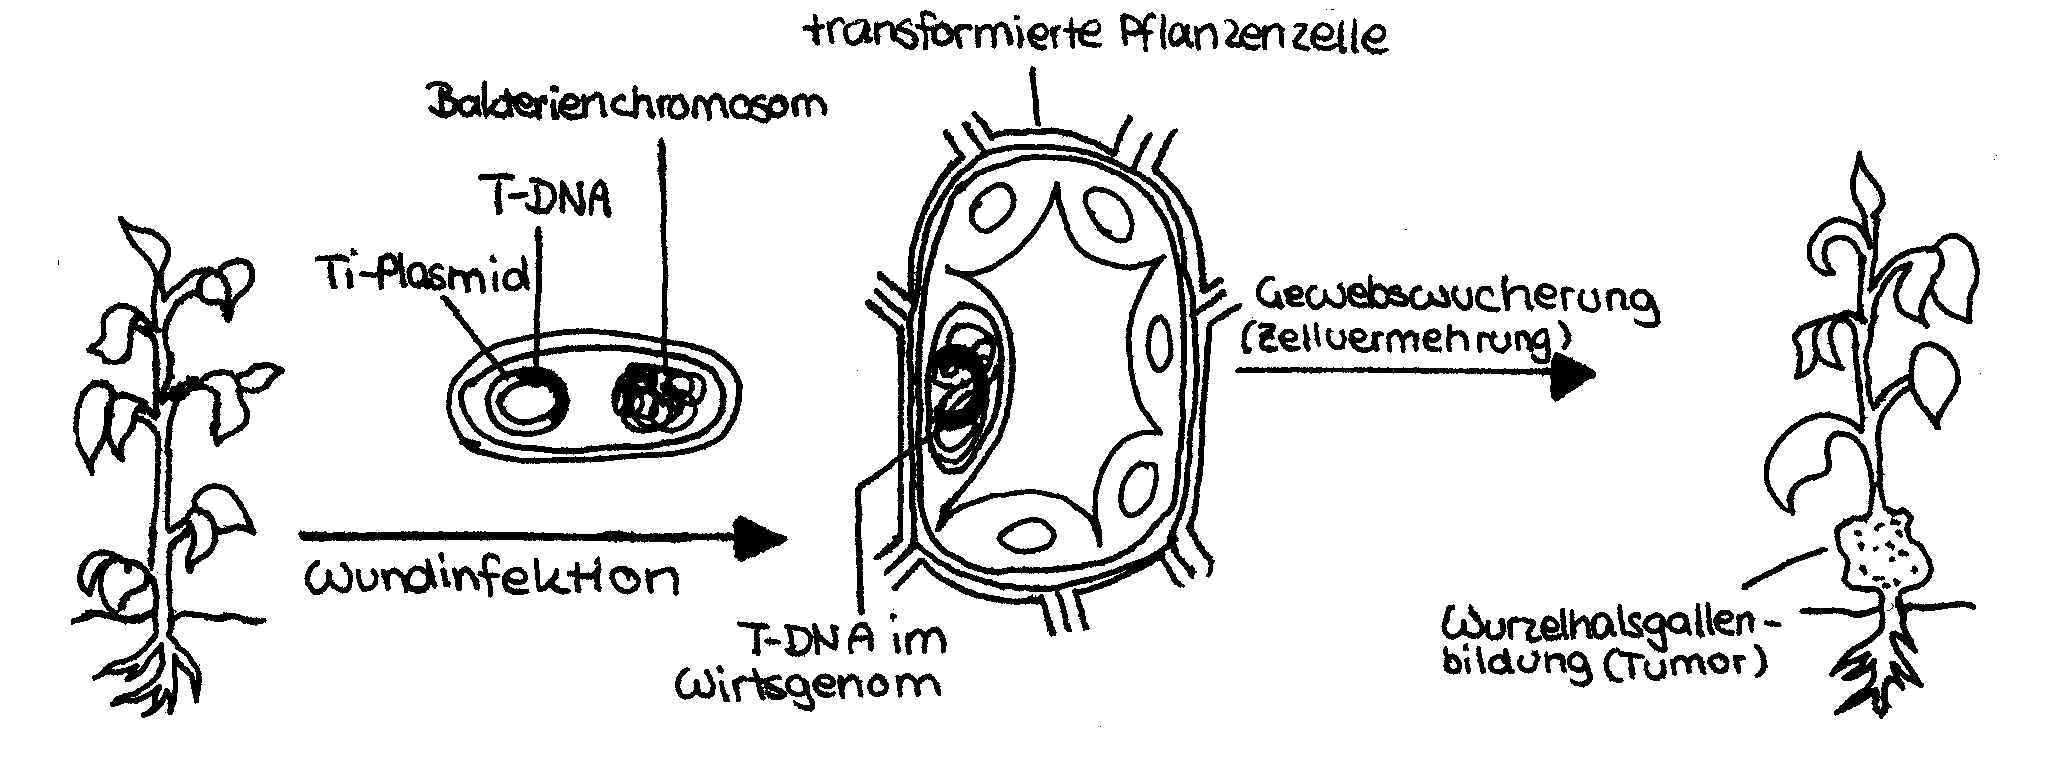 transformierte Pflanzenzelle
Bakterienchromosom
T-DNA
Ti-Plasmid
Wundinfektion
T-DNA im
Wirtsgenom
Gewebswucherung
(Zellvermehrung)
Wurzelhalsgallen-
bildung (Tumor)